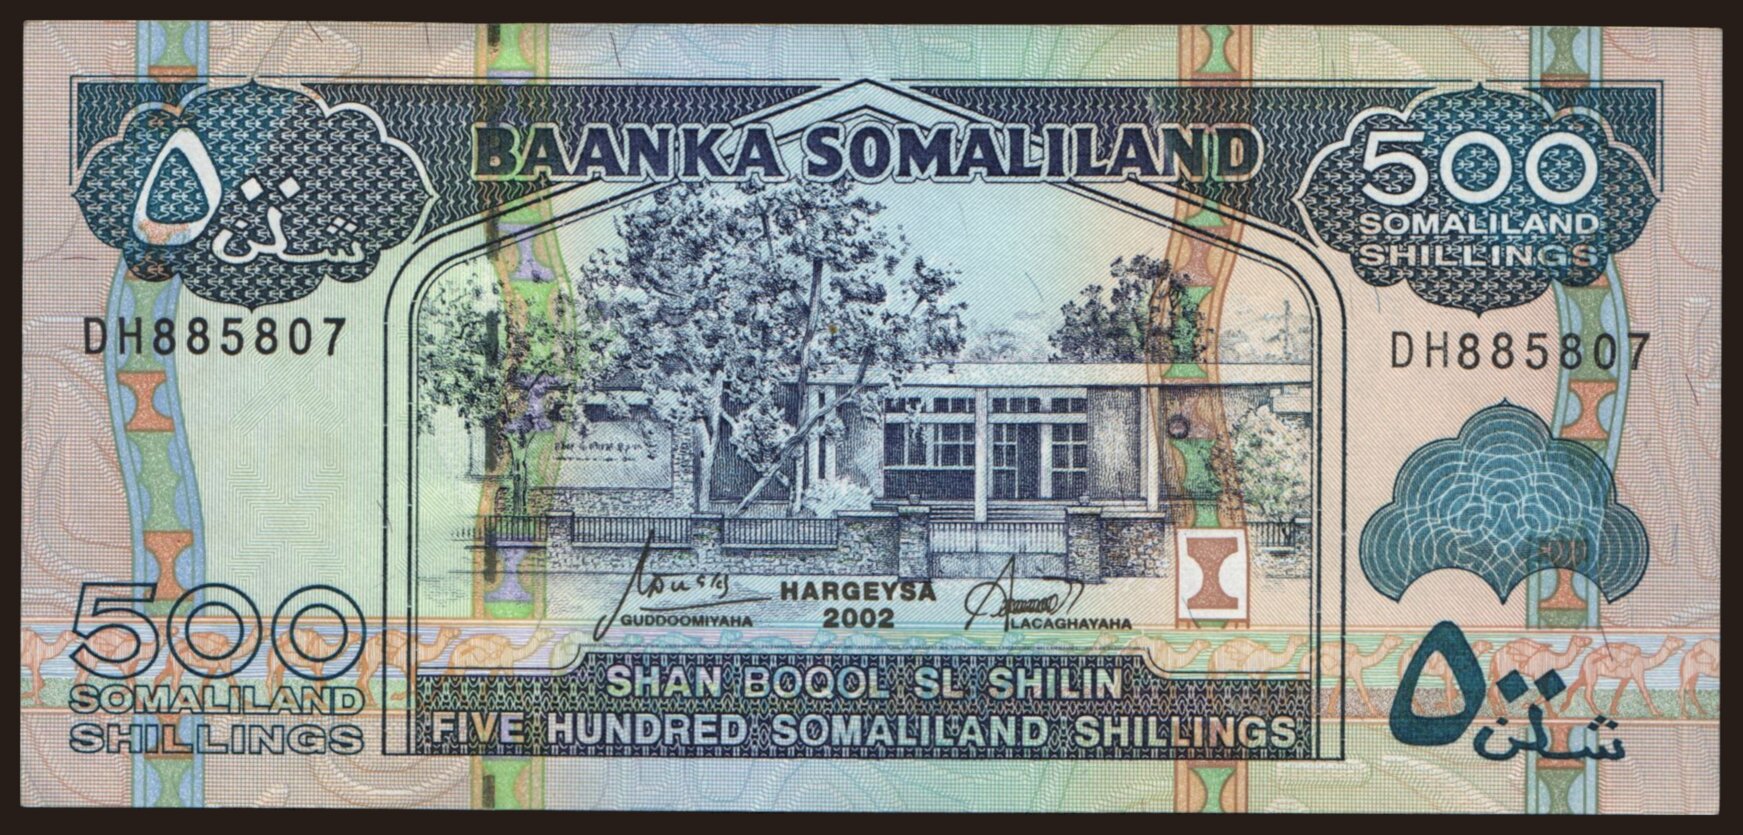 BAANKA SOMALILAND
٥٠٠
شلن
500
SOMALILAND
SHILLINGS
DH885807
DH885807
HARGEYSA
2002
GUDDOOMIYAHA
LACAGHAYAHA
500
SOMALILAND
SHILLINGS
SHAN BOQOL SL SHILIN
FIVE HUNDRED SOMALILAND SHILLINGS
٥٠٠
شلن